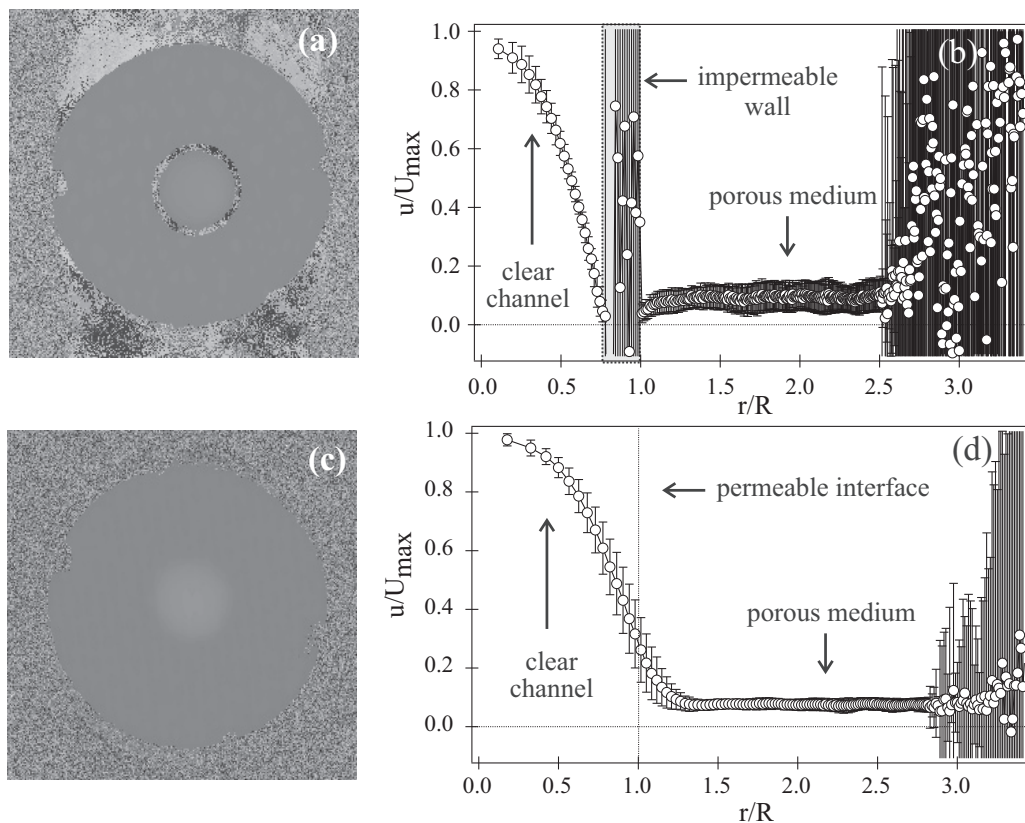 (a)
(b)
1.0
0.8
0.6
0.4
0.2
0.0
u/Umax
impermeable
wall
porous medium
clear
channel
0.0 0.5 1.0 1.5 2.0 2.5 3.0
r/R
(c)
(d)
1.0
0.8
0.6
0.4
0.2
0.0
u/Umax
permeable interface
porous medium
clear
channel
0.0 0.5 1.0 1.5 2.0 2.5 3.0
r/R